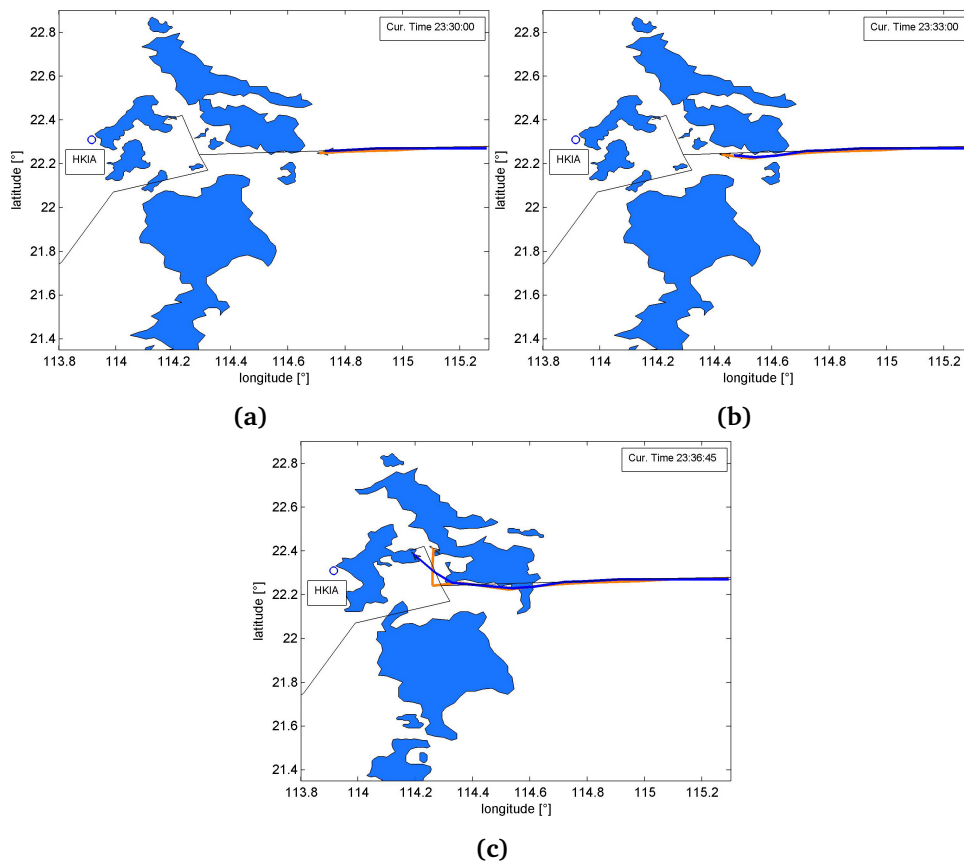 Cur. Time 23:30:00
22.8
22.6
22.4
22.2
22
21.8
21.6
21.4
latitude [°]
HKIA
113.8 114 114.2 114.4 114.6 114.8 115 115.2
longitude [°]
(a)
Cur. Time 23:33:00
22.8
22.6
22.4
22.2
22
21.8
21.6
21.4
latitude [°]
HKIA
113.8 114 114.2 114.4 114.6 114.8 115 115.2
longitude [°]
(b)
Cur. Time 23:36:45
22.8
22.6
22.4
22.2
22
21.8
21.6
21.4
latitude [°]
HKIA
113.8 114 114.2 114.4 114.6 114.8 115 115.2
longitude [°]
(c)